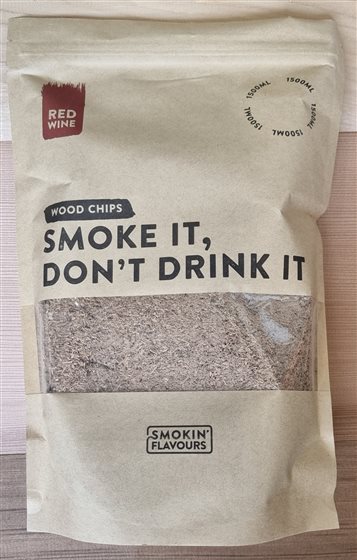 RED
WINE
1500ML
1500ML
1500ML
1500ML
WOOD CHIPS
SMOKE IT,
DON'T DRINK IT
SMOKIN'
FLAVOURS